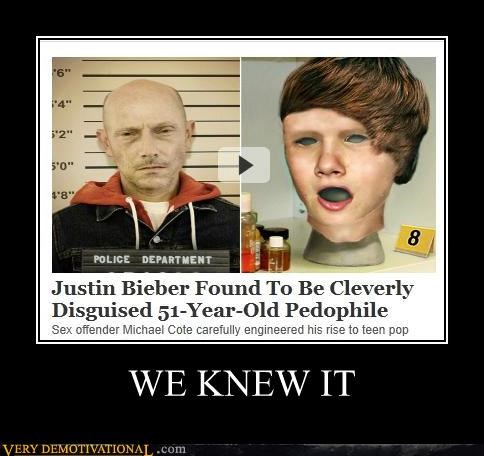 '6"
'4"
'2"
'0"
4'8"
POLICE DEPARTMENT
8
Justin Bieber Found To Be Cleverly
Disguised 51-Year-Old Pedophile
Sex offender Michael Cote carefully engineered his rise to teen pop
WE KNEW IT
VERY DEMOTIVATIONAL.com